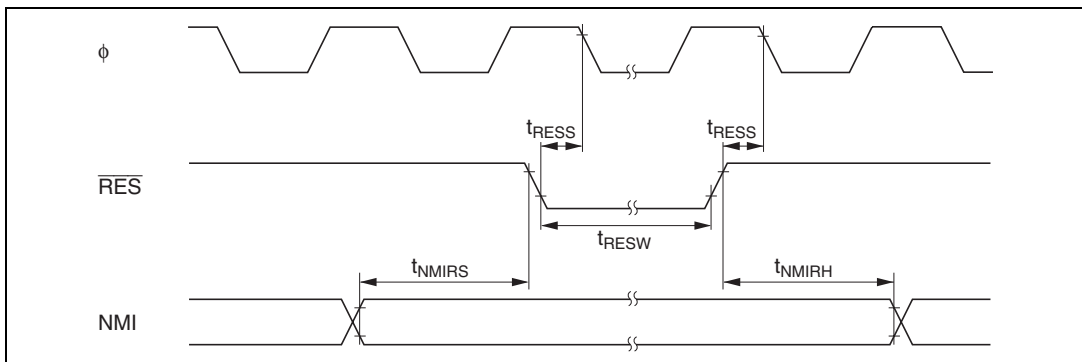 ϕ
tRESS tRESS
RES
tRESW
tNMIRS tNMIRH
NMI